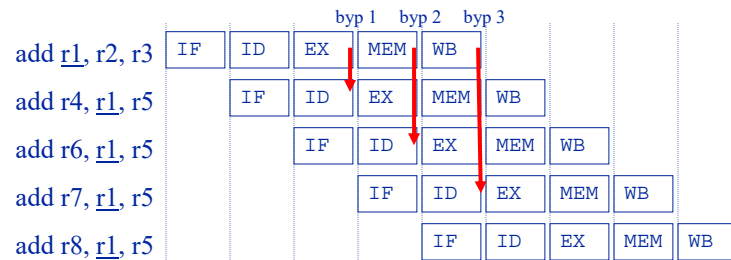 byp 1 byp 2 byp 3
add r1, r2, r3 IF ID EX MEM WB
add r4, r1, r5 IF ID EX MEM WB
add r6, r1, r5 IF ID EX MEM WB
add r7, r1, r5 IF ID EX MEM WB
add r8, r1, r5 IF ID EX MEM WB